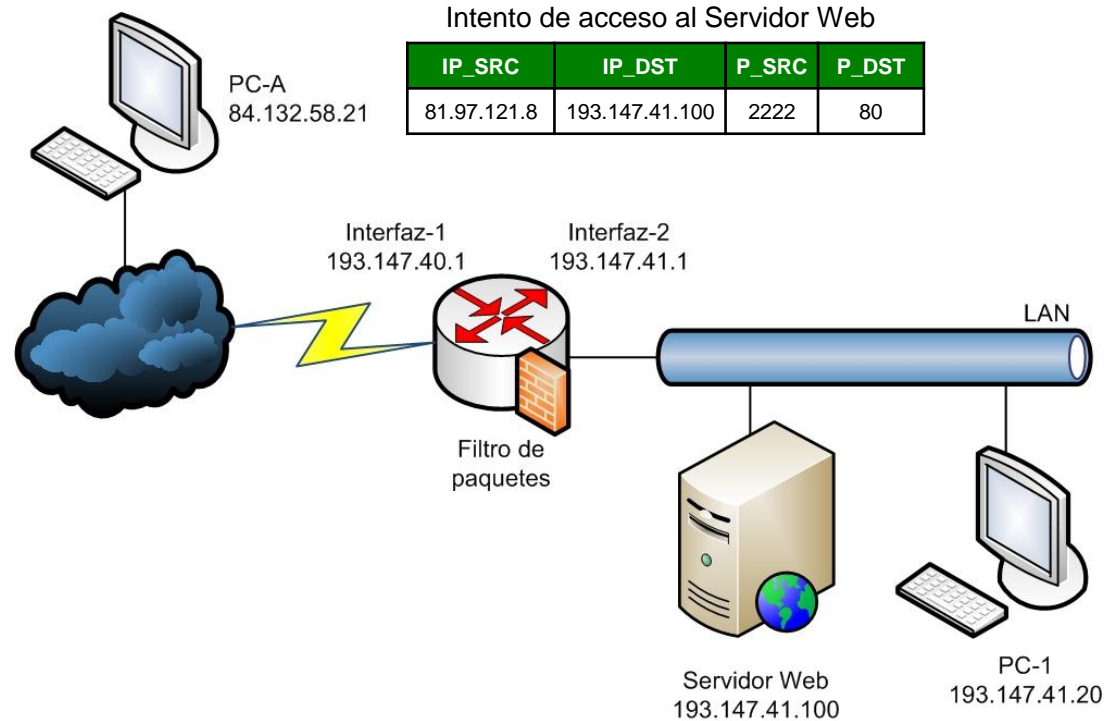 Intento de acceso al Servidor Web
IP_SRC IP_DST P_SRC P_DST
81.97.121.8 193.147.41.100 2222 80
PC-A
84.132.58.21
Interfaz-1
193.147.40.1
Interfaz-2
193.147.41.1
LAN
Filtro de
paquetes
Servidor Web
193.147.41.100
PC-1
193.147.41.20